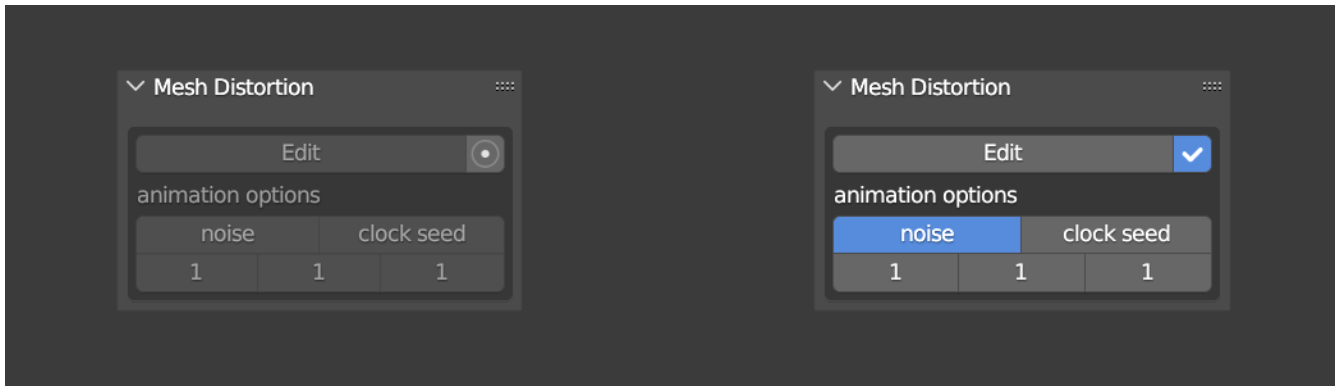 Mesh Distortion
Edit
animation options
noise clock seed
1 1 1
Mesh Distortion
Edit
animation options
noise clock seed
1 1 1